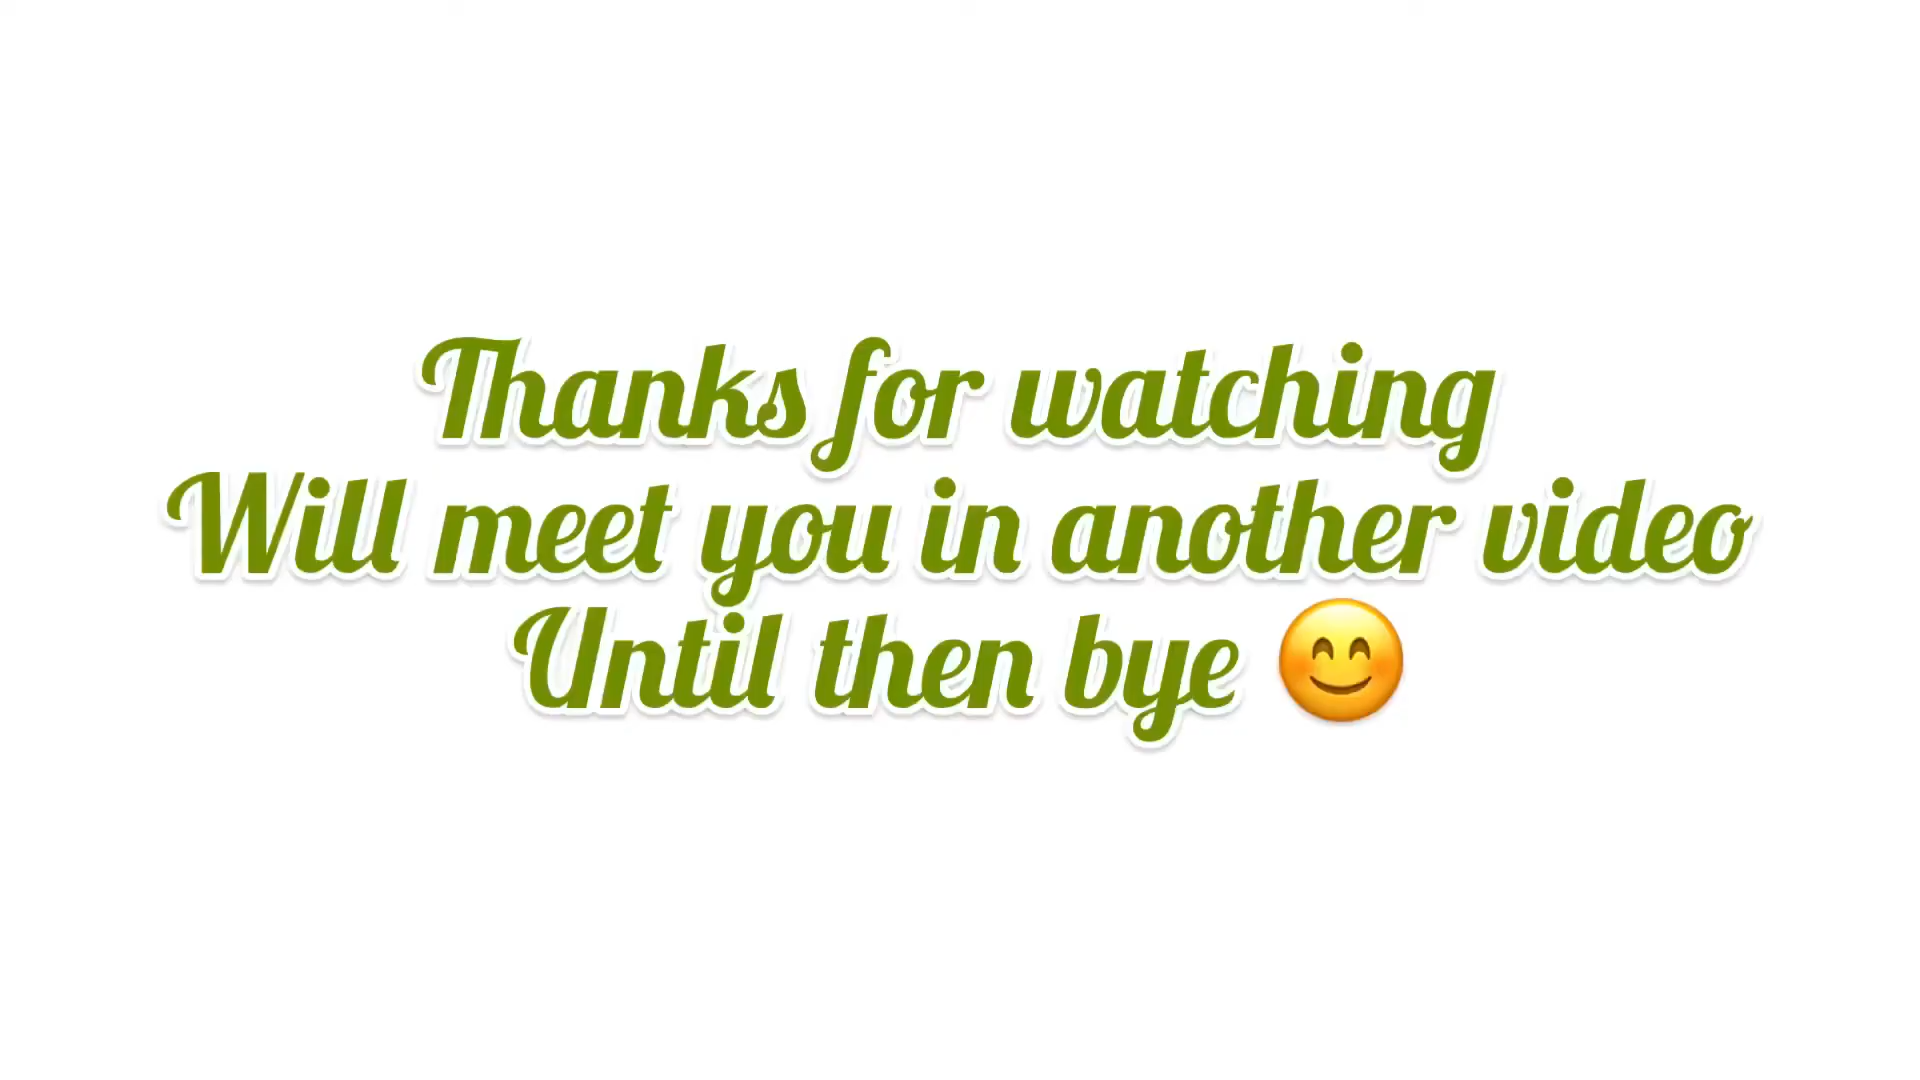 Thanks for watching
Will meet you in another video
Until then bye 😊